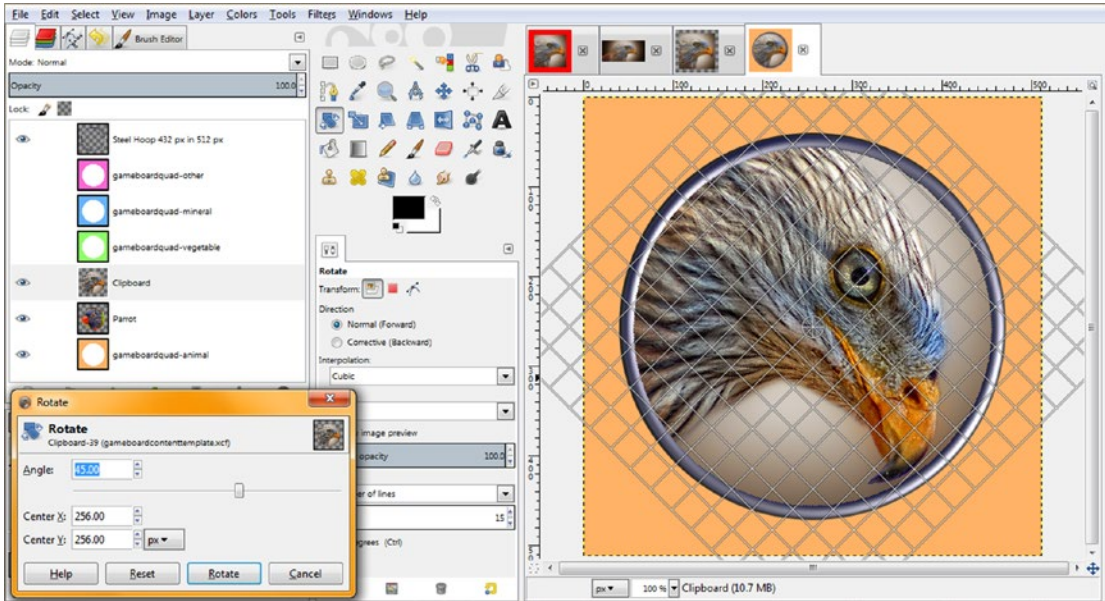 File Edit Select View Image Layer Colors Tools Filters Windows Help
Brush Editor
Mode: Normal
Opacity 100.0
Lock:
Steel Hoop 432 px in 512 px
gameboardquad-other
gameboardquad-mineral
gameboardquad-vegetable
Clipboard
Parrot
gameboardquad-animal
Rotate
Transform:
Direction
Normal (Forward)
Corrective (Backward)
Interpolation:
Cubic
image preview
opacity 100.0
er of lines
15
egrees (Ctrl)
Rotate
Rotate
Clipboard-39 (gameboardcontenttemplate.xcf)
Angle: 45.00
Center X: 256.00
Center Y: 256.00 px
Help Reset Rotate Cancel
0 100 200 300 400 500
px 100 % Clipboard (10.7 MB)